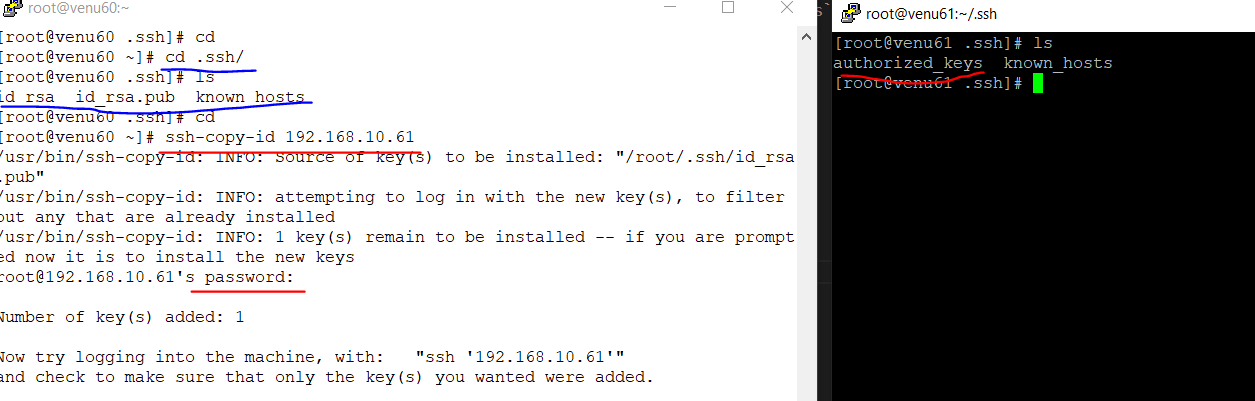 root@venu60:~
[root@venu60 .ssh]# cd
[root@venu60 ~]# cd .ssh/
[root@venu60 .ssh]# ls
id_rsa  id_rsa.pub  known_hosts
[root@venu60 .ssh]# cd
[root@venu60 ~]# ssh-copy-id 192.168.10.61
/usr/bin/ssh-copy-id: INFO: Source of key(s) to be installed: "/root/.ssh/id_rsa
.pub"
/usr/bin/ssh-copy-id: INFO: attempting to log in with the new key(s), to filter
out any that are already installed
/usr/bin/ssh-copy-id: INFO: 1 key(s) remain to be installed -- if you are prompt
ed now it is to install the new keys
root@192.168.10.61's password:
Number of key(s) added: 1
Now try logging into the machine, with:   "ssh '192.168.10.61'"
and check to make sure that only the key(s) you wanted were added.
root@venu61:~/.ssh
[root@venu61 .ssh]# ls
authorized_keys  known_hosts
[root@venu61 .ssh]#